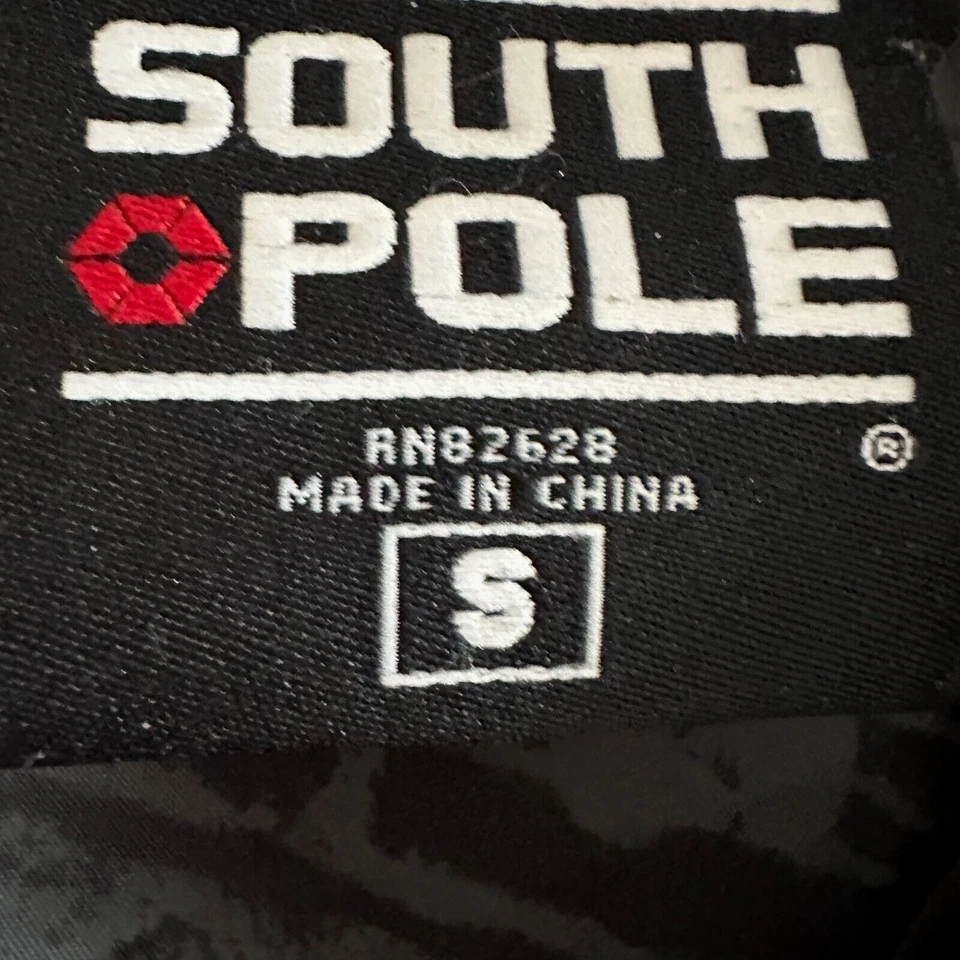 SOUTH
POLE
RN82628
®
MADE IN CHINA
S